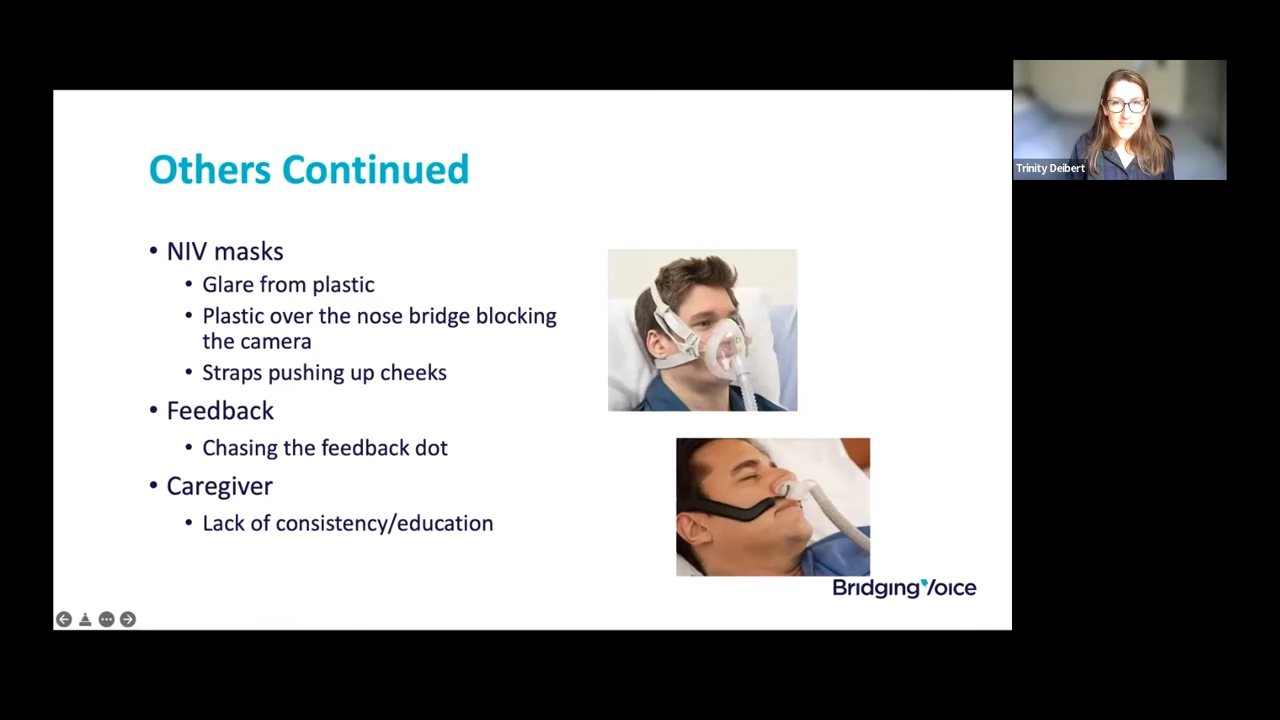 Others Continued
• NIV masks
• Glare from plastic
• Plastic over the nose bridge blocking
the camera
• Straps pushing up cheeks
• Feedback
• Chasing the feedback dot
• Caregiver
• Lack of consistency/education
BridgingVoice
Trinity Deibert